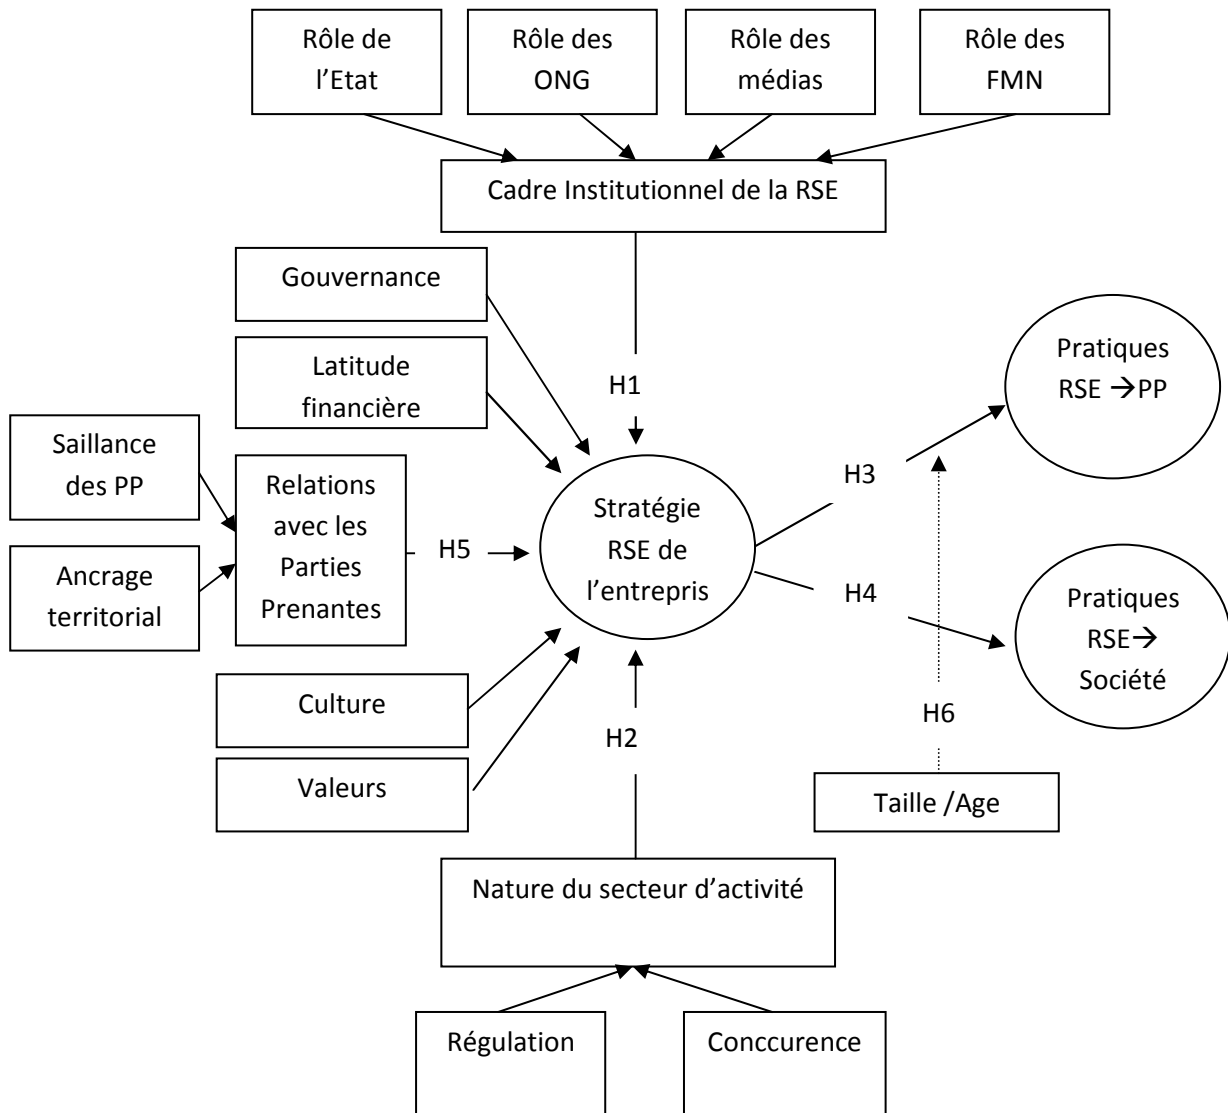 Rôle de
l’Etat
Rôle des
ONG
Rôle des
médias
Rôle des
FMN
Cadre Institutionnel de la RSE
Gouvernance
Latitude
financière
H1
Pratiques
RSE →PP
Saillance
des PP
Relations
avec les
Parties
Prenantes
H5
Stratégie
RSE de
l’entrepris
H3
H4
Ancrage
territorial
Pratiques
RSE→
Société
Culture
Valeurs
H2
H6
Taille /Age
Nature du secteur d’activité
Régulation
Conccurence